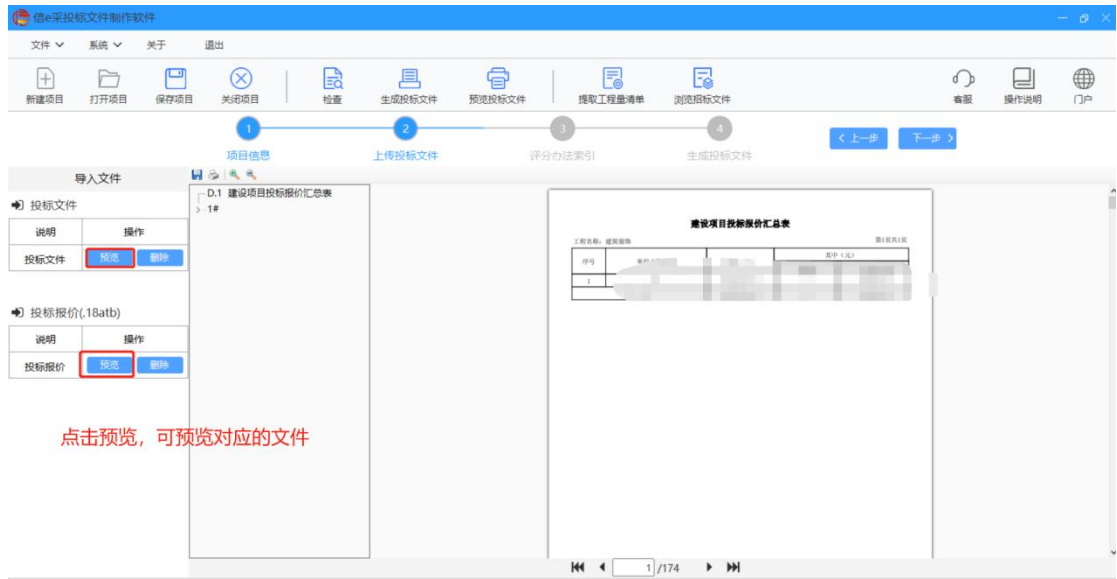 信e采投标文件制作软件
文件 系统 关于 退出
新建项目 打开项目 保存项目 关闭项目 检查 生成投标文件 预览投标文件 提取工程量清单 浏览招标文件 客服 操作说明 门户
1 2 3 4
项目信息 上传投标文件 评分办法索引 生成投标文件
< 上一步 下一步 >
导入文件
投标文件
说明 操作
投标文件 预览 删除
投标报价(.18atb)
说明 操作
投标报价 预览 删除
点击预览，可预览对应的文件
D.1 建设项目投标报价汇总表
1#
建设项目投标报价汇总表
工程名称：建筑装饰 第1页共1页
序号 其中（元）
1
1 /174